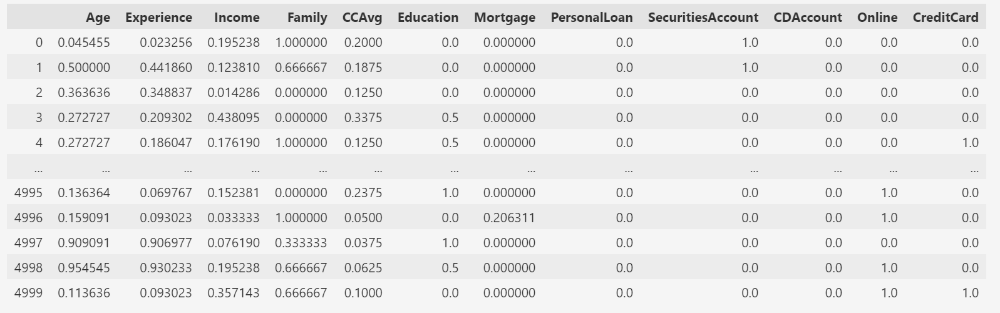 Age Experience Income Family CCAvg Education Mortgage PersonalLoan SecuritiesAccount CDAccount Online CreditCard
0 0.045455 0.023256 0.195238 1.000000 0.2000 0.0 0.000000 0.0 1.0 0.0 0.0 0.0
1 0.500000 0.441860 0.123810 0.666667 0.1875 0.0 0.000000 0.0 1.0 0.0 0.0 0.0
2 0.363636 0.348837 0.014286 0.000000 0.1250 0.0 0.000000 0.0 0.0 0.0 0.0 0.0
3 0.272727 0.209302 0.438095 0.000000 0.3375 0.5 0.000000 0.0 0.0 0.0 0.0 0.0
4 0.272727 0.186047 0.176190 1.000000 0.1250 0.5 0.000000 0.0 0.0 0.0 0.0 1.0
... ... ... ... ... ... ... ... ... ... ... ... ...
4995 0.136364 0.069767 0.152381 0.000000 0.2375 1.0 0.000000 0.0 0.0 0.0 1.0 0.0
4996 0.159091 0.093023 0.033333 1.000000 0.0500 0.0 0.206311 0.0 0.0 0.0 1.0 0.0
4997 0.909091 0.906977 0.076190 0.333333 0.0375 1.0 0.000000 0.0 0.0 0.0 0.0 0.0
4998 0.954545 0.930233 0.195238 0.666667 0.0625 0.5 0.000000 0.0 0.0 0.0 1.0 0.0
4999 0.113636 0.093023 0.357143 0.666667 0.1000 0.0 0.000000 0.0 0.0 0.0 1.0 1.0